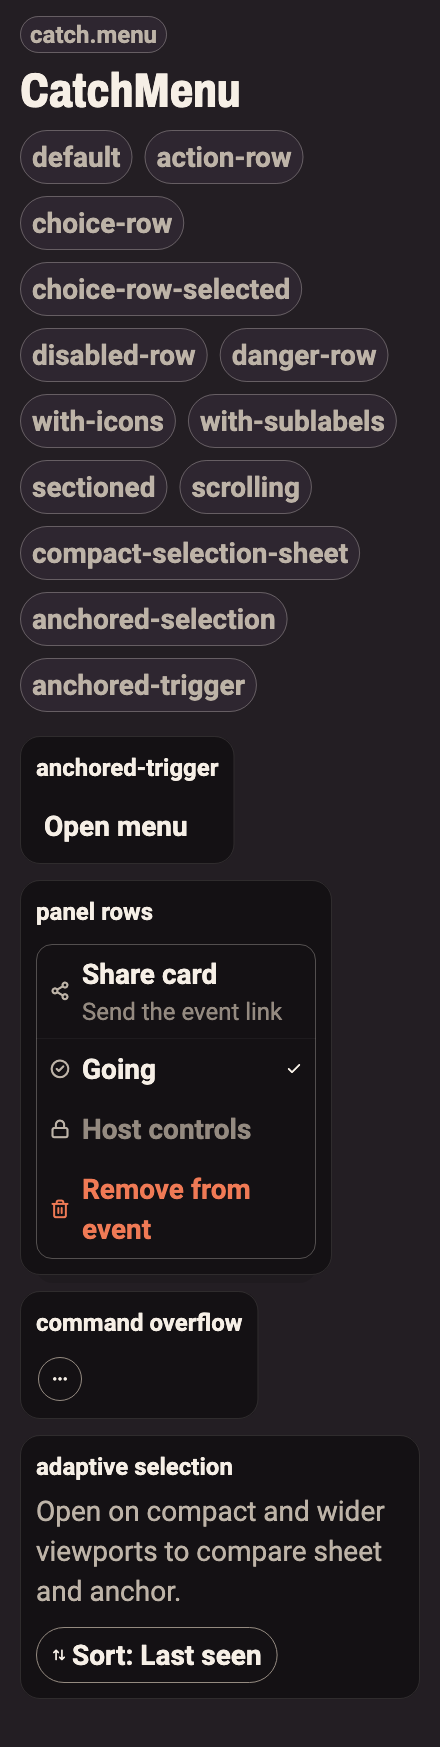 catch.menu
CatchMenu
default action-row
choice-row
choice-row-selected
disabled-row danger-row
with-icons with-sublabels
sectioned scrolling
compact-selection-sheet
anchored-selection
anchored-trigger
anchored-trigger
Open menu
panel rows
Share card
Send the event link
Going
Host controls
Remove from
event
command overflow
adaptive selection
Open on compact and wider
viewports to compare sheet
and anchor.
Sort: Last seen